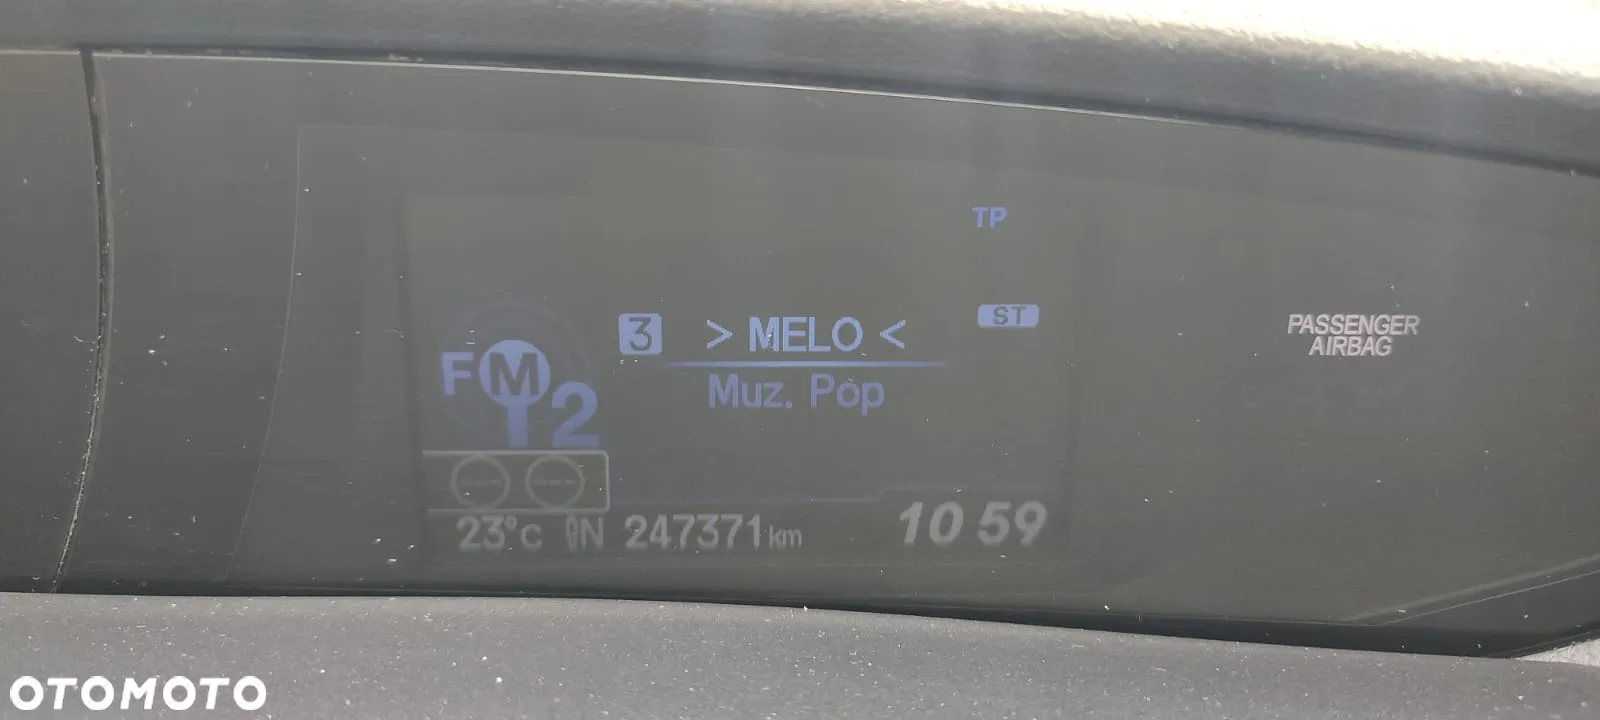 TP
3 > MELO < ST
FM2
Muz. Pop
PASSENGER
AIRBAG
23°C N 247371 km 10 59
OTOMOTO